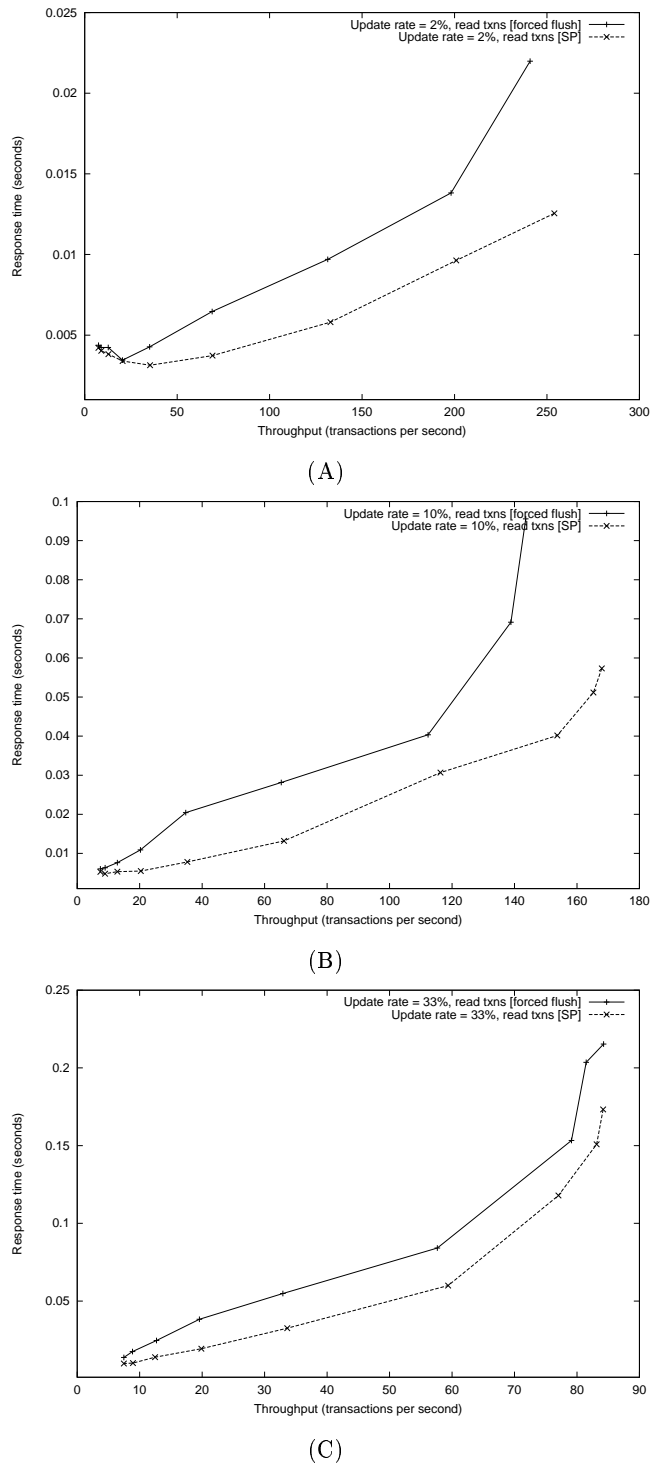 0.025
Update rate = 2%, read txns [forced flush]
Update rate = 2%, read txns [SP]
0.02
0.015
0.01
0.005
Response time (seconds)
0 50 100 150 200 250 300
Throughput (transactions per second)
(A)
0.1
Update rate = 10%, read txns [forced flush]
Update rate = 10%, read txns [SP]
0.09
0.08
0.07
0.06
0.05
0.04
0.03
0.02
0.01
Response time (seconds)
0 20 40 60 80 100 120 140 160 180
Throughput (transactions per second)
(B)
0.25
Update rate = 33%, read txns [forced flush]
Update rate = 33%, read txns [SP]
0.2
0.15
0.1
0.05
Response time (seconds)
0 10 20 30 40 50 60 70 80 90
Throughput (transactions per second)
(C)